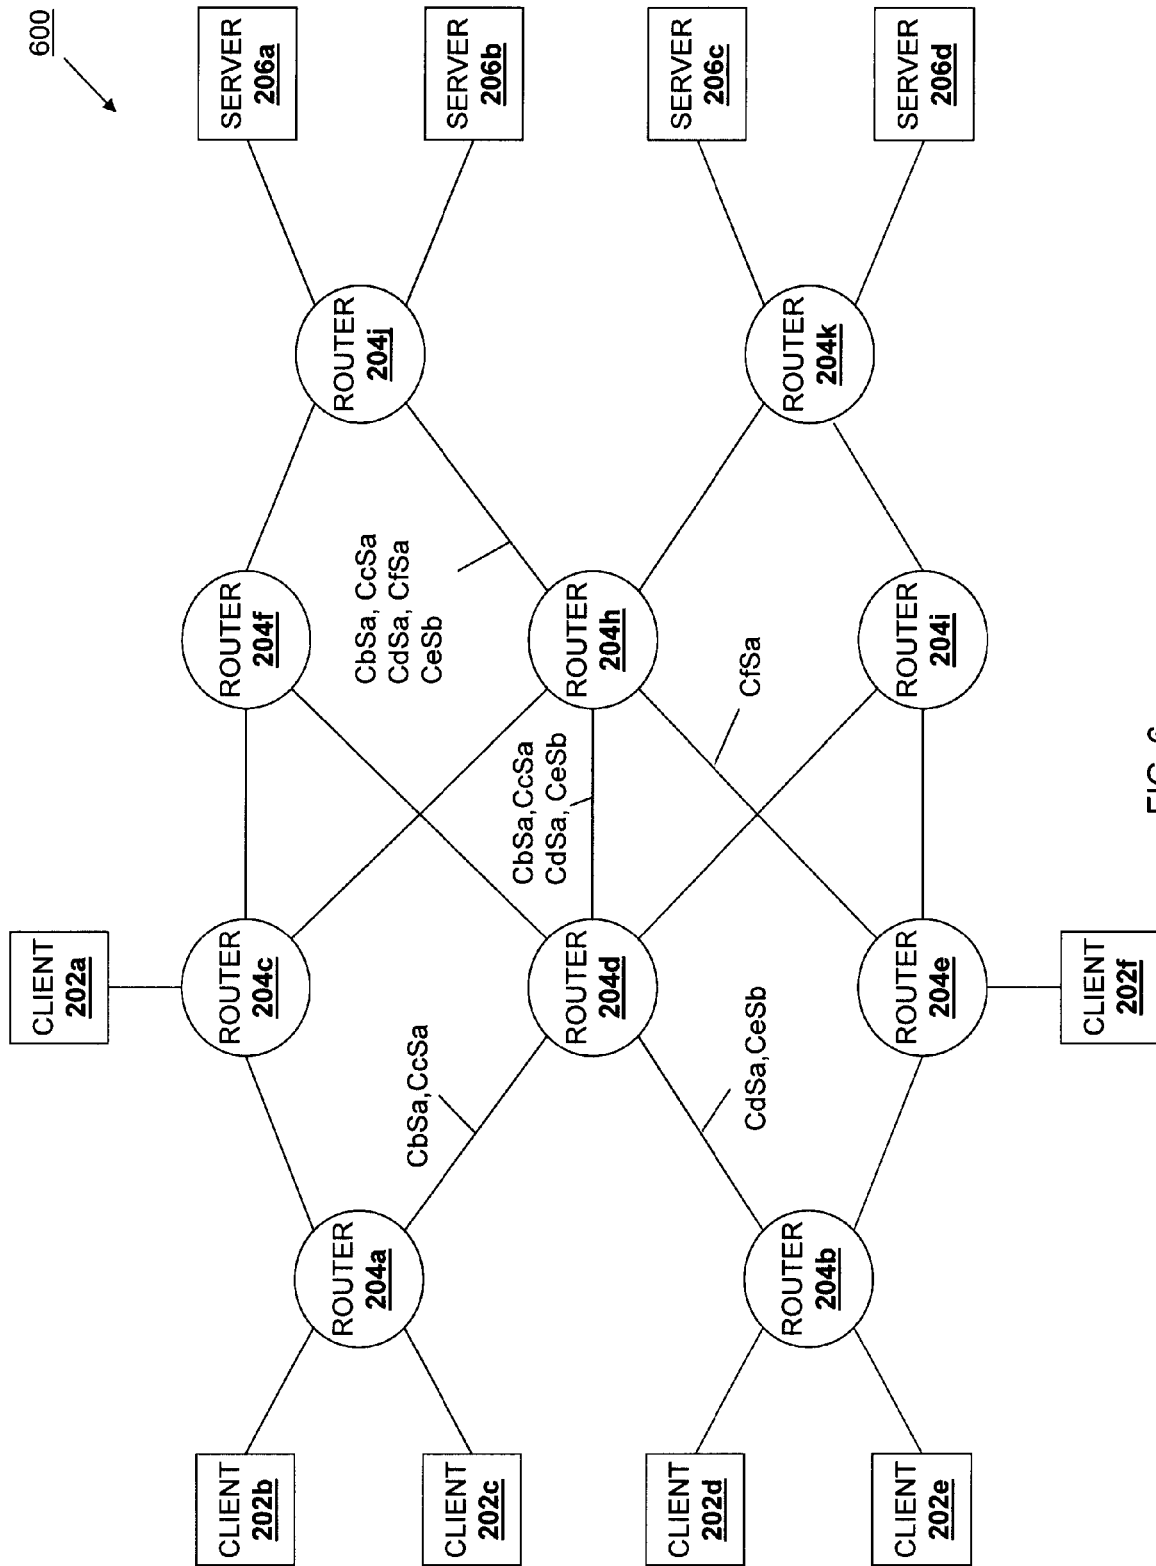 600
CLIENT
202a
CLIENT
202b
CLIENT
202c
CLIENT
202d
CLIENT
202e
CLIENT
202f
ROUTER
204a
ROUTER
204b
ROUTER
204c
ROUTER
204d
ROUTER
204e
ROUTER
204f
ROUTER
204h
ROUTER
204i
ROUTER
204j
ROUTER
204k
SERVER
206a
SERVER
206b
SERVER
206c
SERVER
206d
CbSa,CcSa
CdSa,CeSb
CbSa,CcSa
CdSa, CeSb
CbSa, CcSa
CdSa, CfSa
CeSb
CfSa
FIG.